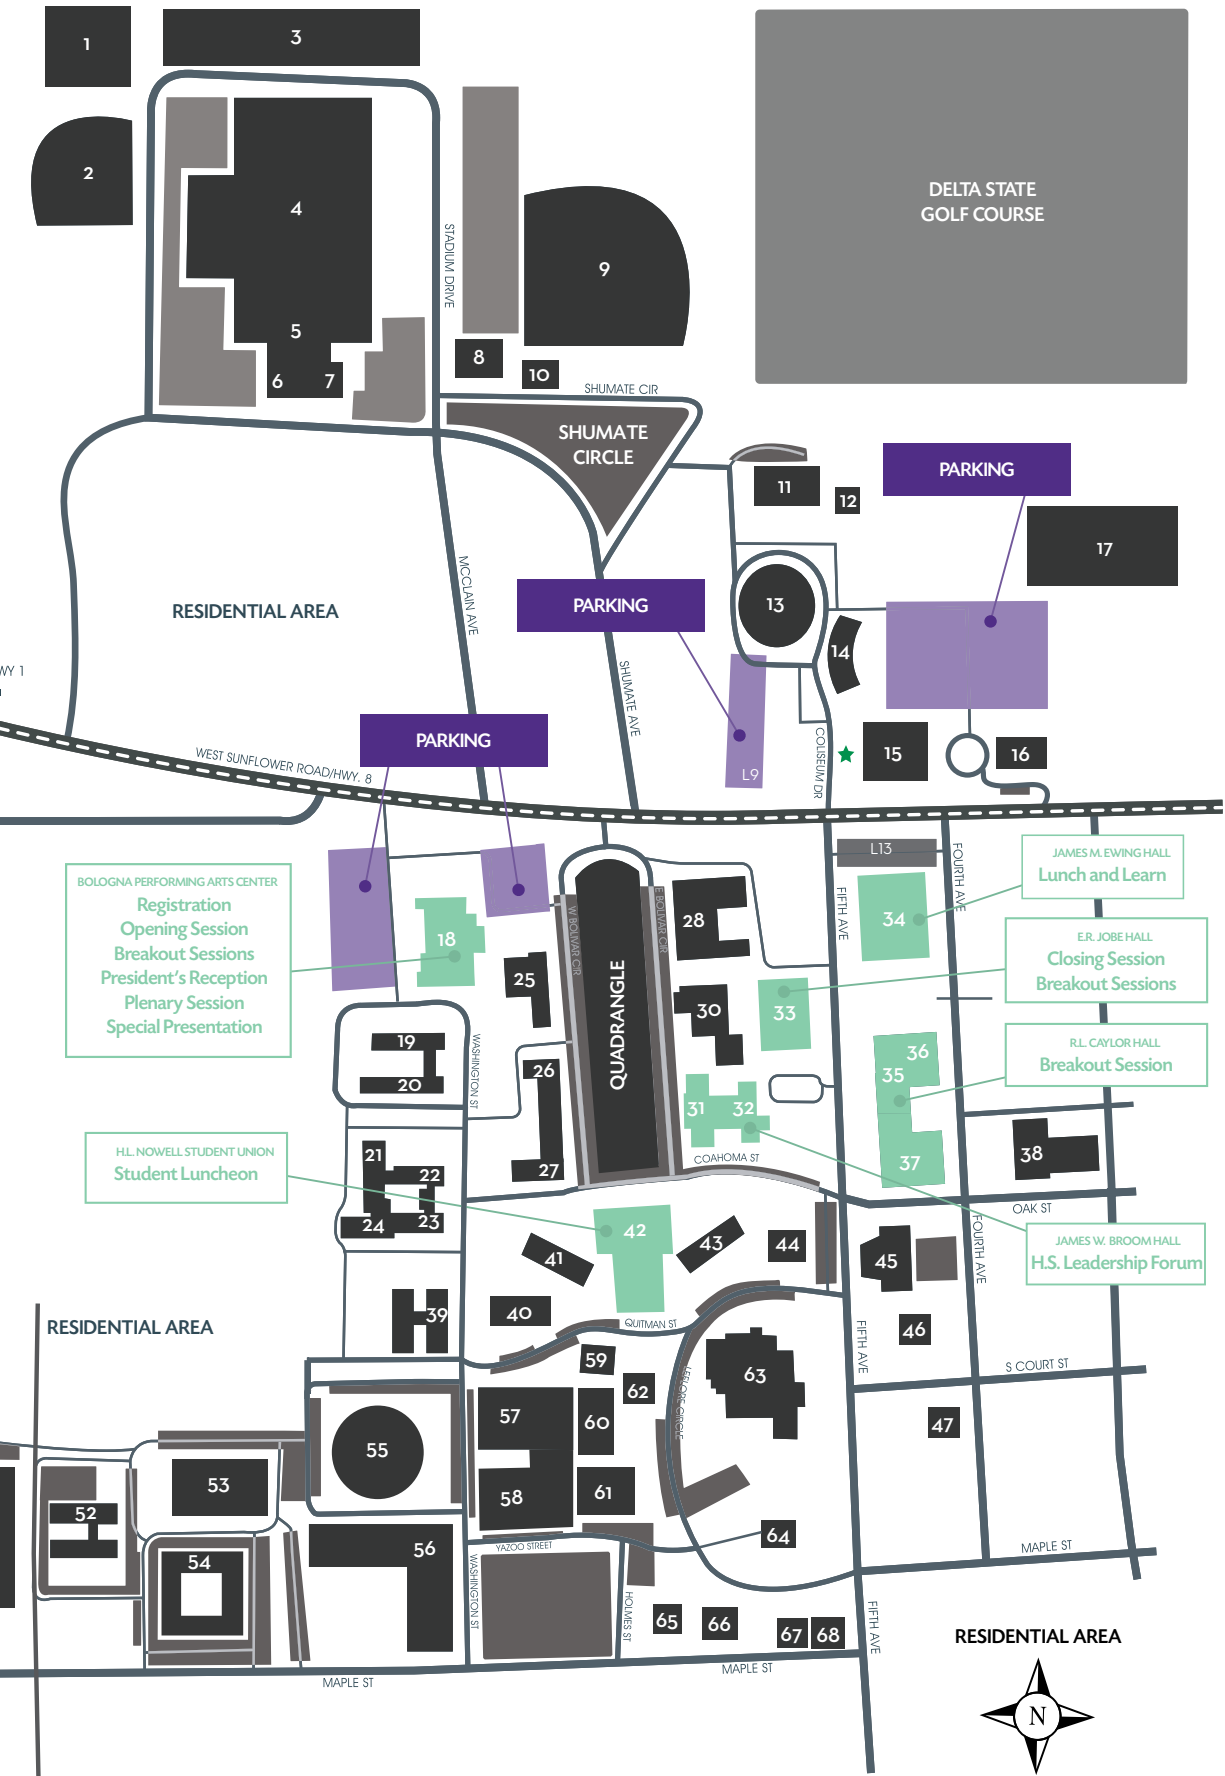 1
3
2
4
DELTA STATE
GOLF COURSE
STADIUM DRIVE
9
5
6
7
8
10
SHUMATE CIR
SHUMATE
CIRCLE
PARKING
11
12
17
MCCLAIN AVE
PARKING
13
RESIDENTIAL AREA
14
SHUMATE AVE
WY 1
PARKING
COLISEUM DR
15
16
L9
WEST SUNFLOWER ROAD/HWY. 8
L13
FOURTH AVE
JAMES M. EWING HALL
Lunch and Learn
BOLOGNA PERFORMING ARTS CENTER
Registration
Opening Session
Breakout Sessions
President's Reception
Plenary Session
Special Presentation
18
W BOLIVAR CIR
E BOLIVAR CIR
28
FIFTH AVE
34
E.R. JOBE HALL
Closing Session
Breakout Sessions
25
QUADRANGLE
30
33
19
20
WASHINGTON ST
26
27
36
35
R.L. CAYLOR HALL
Breakout Session
31
32
37
38
COAHOMA ST
H.L. NOWELL STUDENT UNION
Student Luncheon
21
22
23
24
OAK ST
JAMES W. BROOM HALL
H.S. Leadership Forum
42
41
43
44
45
FOURTH AVE
39
40
QUITMAN ST
46
FIFTH AVE
RESIDENTIAL AREA
59
62
LEFLORE CIRCLE
63
S COURT ST
57
60
47
55
53
58
61
52
54
56
YAZOO STREET
64
MAPLE ST
WASHINGTON ST
HOLMES ST
65
66
67
68
FIFTH AVE
RESIDENTIAL AREA
MAPLE ST
MAPLE ST
N